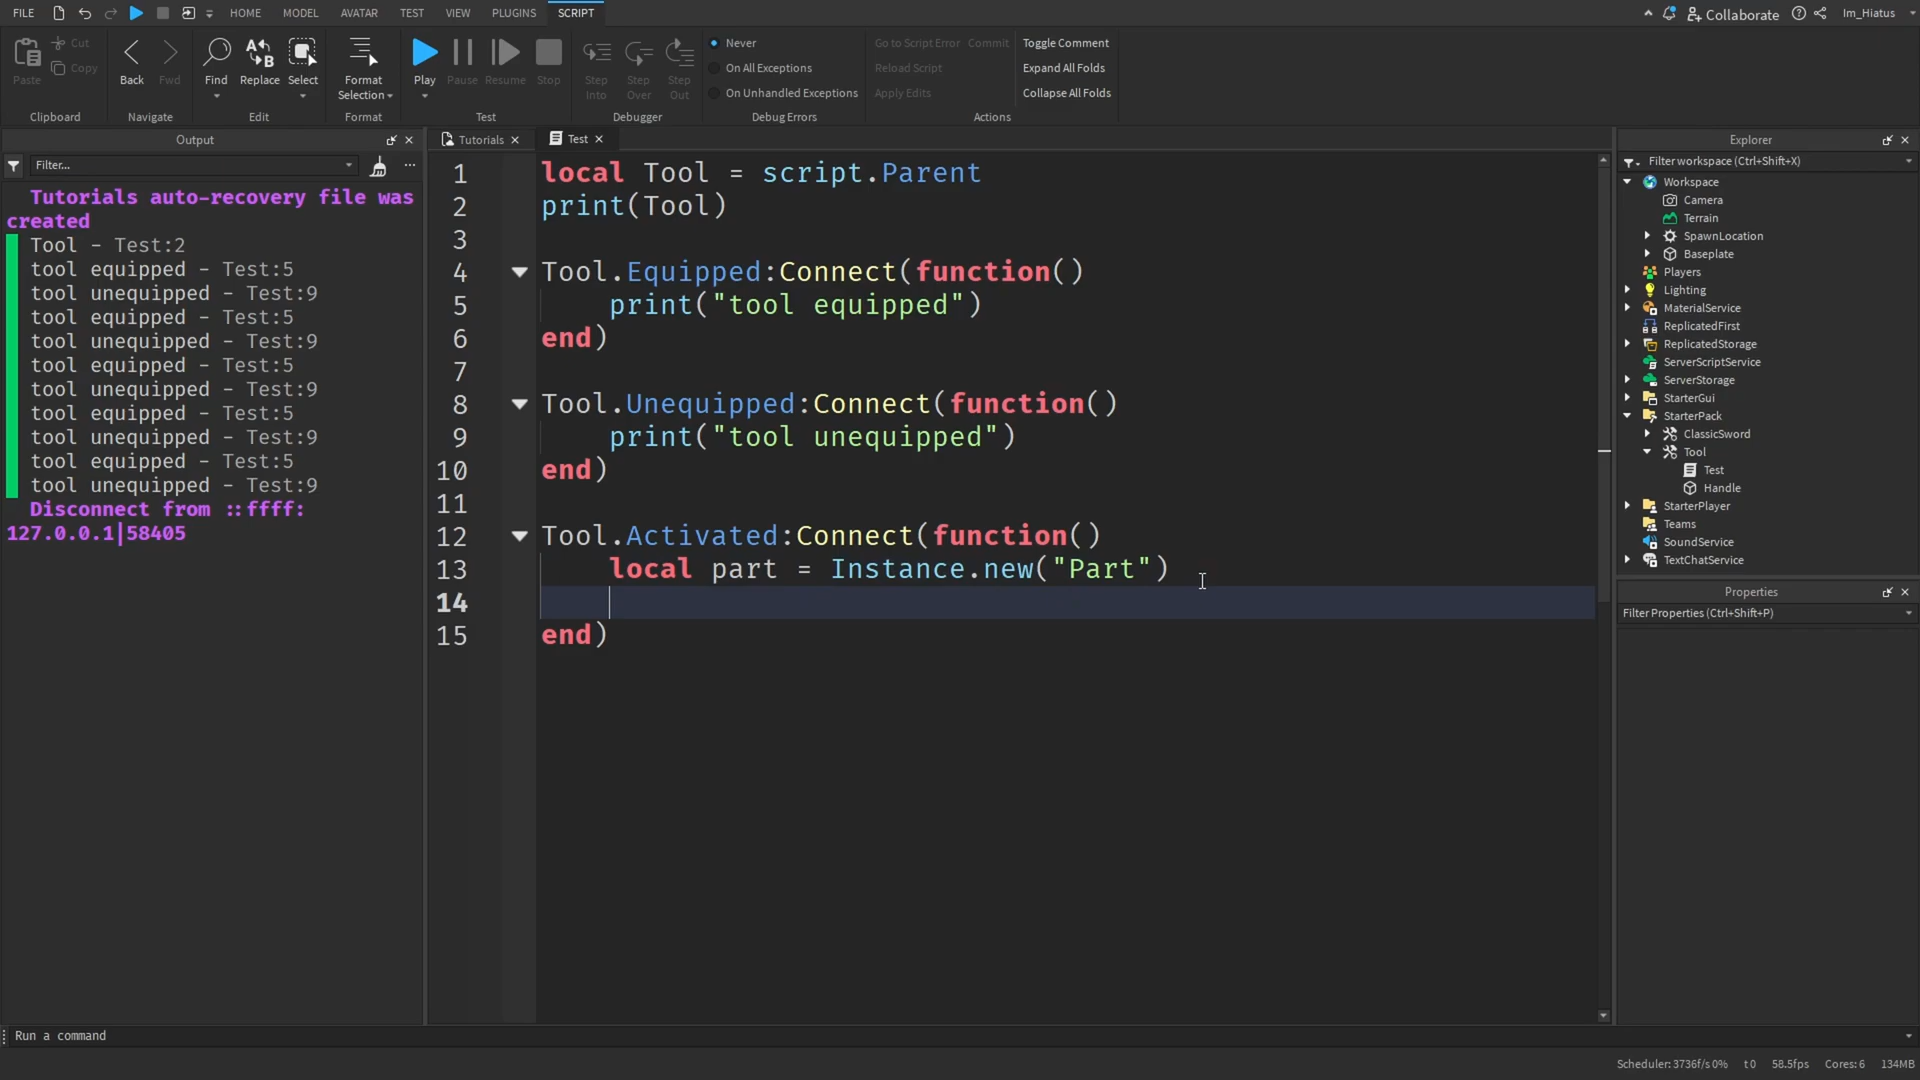 FILE HOME MODEL AVATAR TEST VIEW PLUGINS SCRIPT Collaborate Im_Hiatus
Paste Cut Copy Back Fwd Find Replace Select Format Selection Play Pause Resume Stop Step Into Step Over Step Out
Never
On All Exceptions
On Unhandled Exceptions
Go to Script Error Commit
Reload Script
Apply Edits
Toggle Comment
Expand All Folds
Collapse All Folds
Clipboard Navigate Edit Format Test Debugger Debug Errors Actions
Output
Filter...
Tutorials auto-recovery file was
created
Tool - Test:2
tool equipped - Test:5
tool unequipped - Test:9
tool equipped - Test:5
tool unequipped - Test:9
tool equipped - Test:5
tool unequipped - Test:9
tool equipped - Test:5
tool unequipped - Test:9
tool equipped - Test:5
tool unequipped - Test:9
Disconnect from ::ffff:
127.0.0.1|58405
Tutorials Test
1 local Tool = script.Parent
2 print(Tool)
3
4 Tool.Equipped:Connect(function()
5 print("tool equipped")
6 end)
7
8 Tool.Unequipped:Connect(function()
9 print("tool unequipped")
10 end)
11
12 Tool.Activated:Connect(function()
13 local part = Instance.new("Part")
14
15 end)
Explorer
Filter workspace (Ctrl+Shift+X)
Workspace
Camera
Terrain
SpawnLocation
Baseplate
Players
Lighting
MaterialService
ReplicatedFirst
ReplicatedStorage
ServerScriptService
ServerStorage
StarterGui
StarterPack
ClassicSword
Tool
Test
Handle
StarterPlayer
Teams
SoundService
TextChatService
Properties
Filter Properties (Ctrl+Shift+P)
Run a command
Scheduler: 3736f/s 0% t 0 58.5fps Cores: 6 134MB